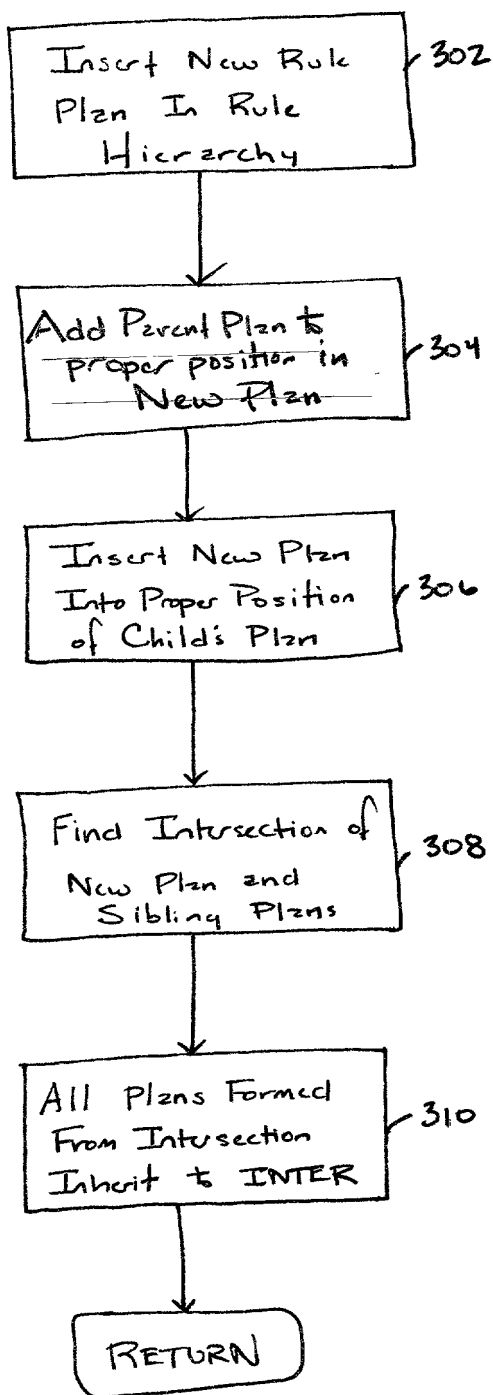 Insert New Rule
Plan In Rule
Hierarchy
302
Add Parent Plan to
proper position in
New Plan
304
Insert New Plan
Into Proper Position
of Child's Plan
306
Find Intersection of
New Plan and
Sibling Plans
308
All Plans Formed
From Intersection
Inherit to INTER
310
RETURN